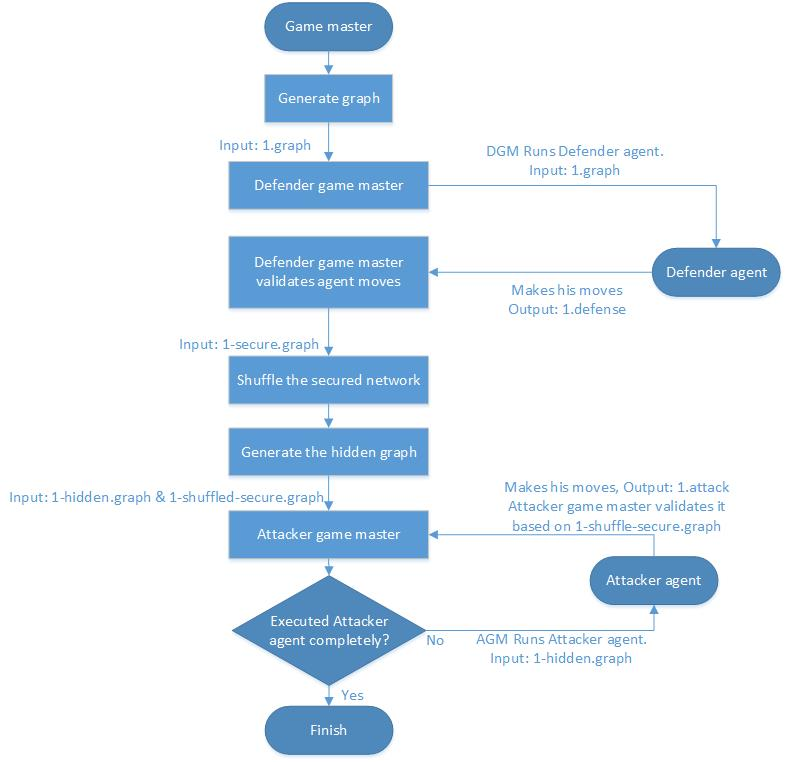 Game master
Generate graph
Input: 1.graph
Defender game master
DGM Runs Defender agent.
Input: 1.graph
Defender agent
Defender game master
validates agent moves
Makes his moves
Output: 1.defense
Input: 1-secure.graph
Shuffle the secured network
Generate the hidden graph
Input: 1-hidden.graph & 1-shuffled-secure.graph
Attacker game master
Makes his moves, Output: 1.attack
Attacker game master validates it
based on 1-shuffle-secure.graph
Attacker agent
Executed Attacker
agent completely?
No
AGM Runs Attacker agent.
Input: 1-hidden.graph
Yes
Finish